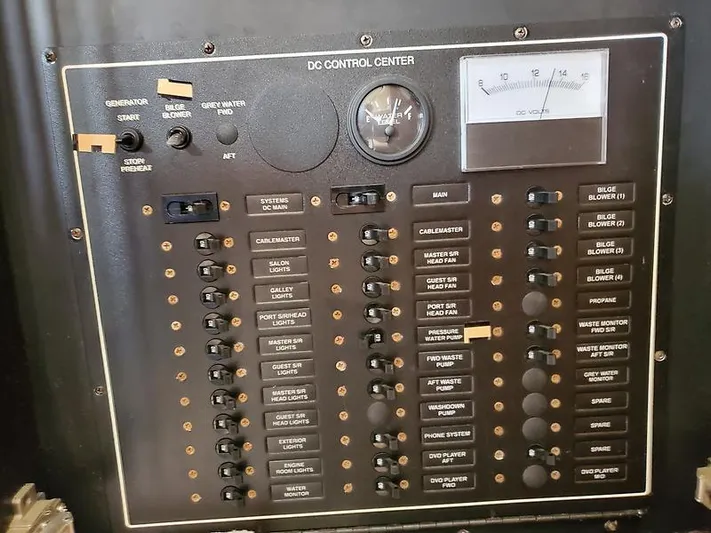 DC CONTROL CENTER
GENERATOR
START
STOP/
PREHEAT
BILGE
BLOWER
GREY WATER
FWD
AFT
E
F
WATER
LEVEL
8 10 12 14 16
DC VOLTS
SYSTEMS
DC MAIN
CABLEMASTER
SALON
LIGHTS
GALLEY
LIGHTS
PORT S/R/HEAD
LIGHTS
MASTER S/R
LIGHTS
GUEST S/R
LIGHTS
MASTER S/R
HEAD LIGHTS
GUEST S/R
HEAD LIGHTS
EXTERIOR
LIGHTS
ENGINE
ROOM LIGHTS
WATER
MONITOR
MAIN
CABLEMASTER
MASTER S/R
HEAD FAN
GUEST S/R
HEAD FAN
PORT S/R
HEAD FAN
PRESSURE
WATER PUMP
FWD WASTE
PUMP
AFT WASTE
PUMP
WASHDOWN
PUMP
PHONE SYSTEM
DVD PLAYER
AFT
DVD PLAYER
FWD
BILGE
BLOWER (1)
BILGE
BLOWER (2)
BILGE
BLOWER (3)
BILGE
BLOWER (4)
PROPANE
WASTE MONITOR
FWD S/R
WASTE MONITOR
AFT S/R
GREY WATER
MONITOR
SPARE
SPARE
SPARE
DVD PLAYER
MID